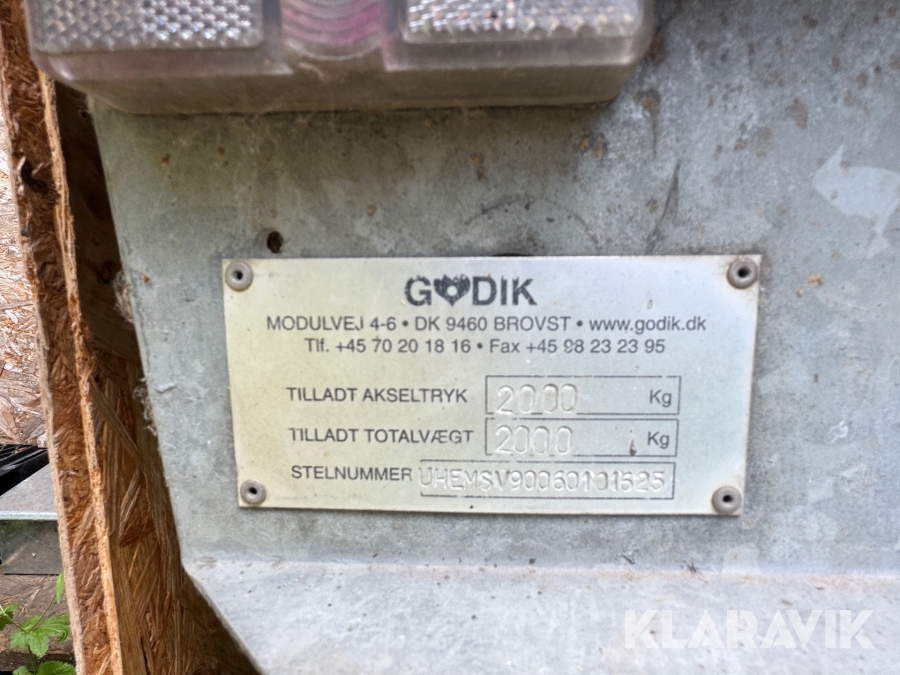 GODIK
MODULVEJ 4-6 • DK 9460 BROVST • www.godik.dk
Tlf. +45 70 20 18 16 • Fax +45 98 23 23 95
TILLADT AKSELTRYK 2000 Kg
TILLADT TOTALVÆGT 2000 Kg
STELNUMMER UHEMSV90060101625
KLARAVIK